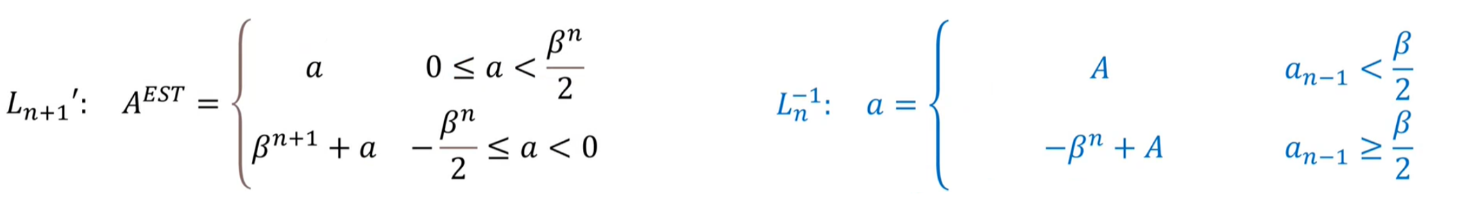 L_{n+1}': A^{EST} = { a    0 ≤ a < β^n/2
β^{n+1} + a    −β^n/2 ≤ a < 0
L_n^{-1}: a = { A    a_{n−1} < β/2
−β^n + A    a_{n−1} ≥ β/2